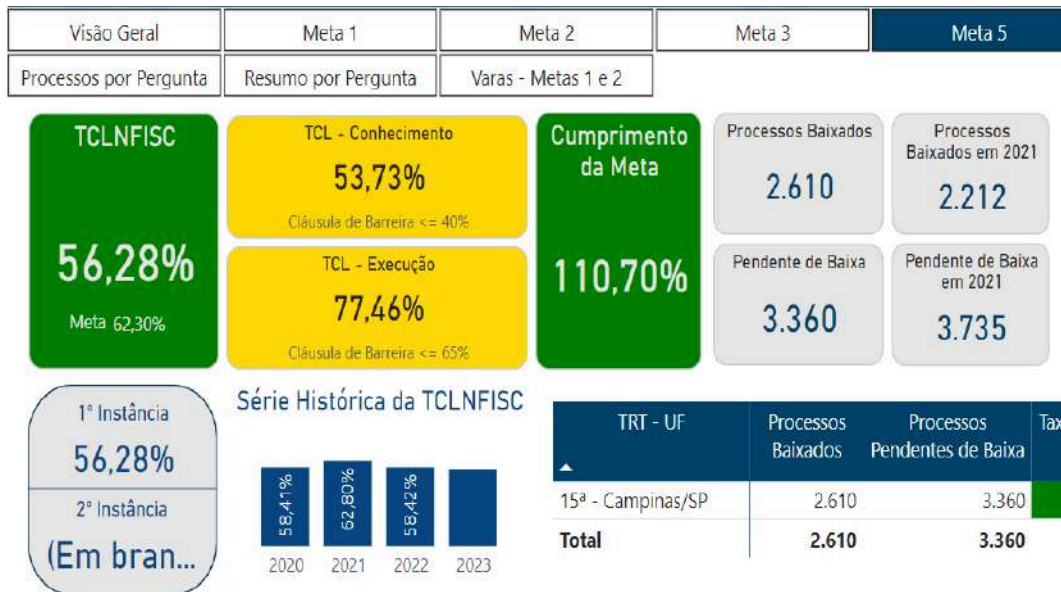 Visão Geral
Meta 1
Meta 2
Meta 3
Meta 5
Processos por Pergunta
Resumo por Pergunta
Varas - Metas 1 e 2
TCLNFISC
56,28%
Meta 62,30%
TCL - Conhecimento
53,73%
Cláusula de Barreira <= 40%
TCL - Execução
77,46%
Cláusula de Barreira <= 65%
Cumprimento
da Meta
110,70%
Processos Baixados
2.610
Processos
Baixados em 2021
2.212
Pendente de Baixa
3.360
Pendente de Baixa
em 2021
3.735
1° Instância
56,28%
2° Instância
(Em bran...
Série Histórica da TCLNFISC
58,41%
62,80%
58,42%
2020
2021
2022
2023
TRT - UF
Processos
Baixados
Processos
Pendentes de Baixa
Tax
15ª - Campinas/SP
2.610
3.360
Total
2.610
3.360